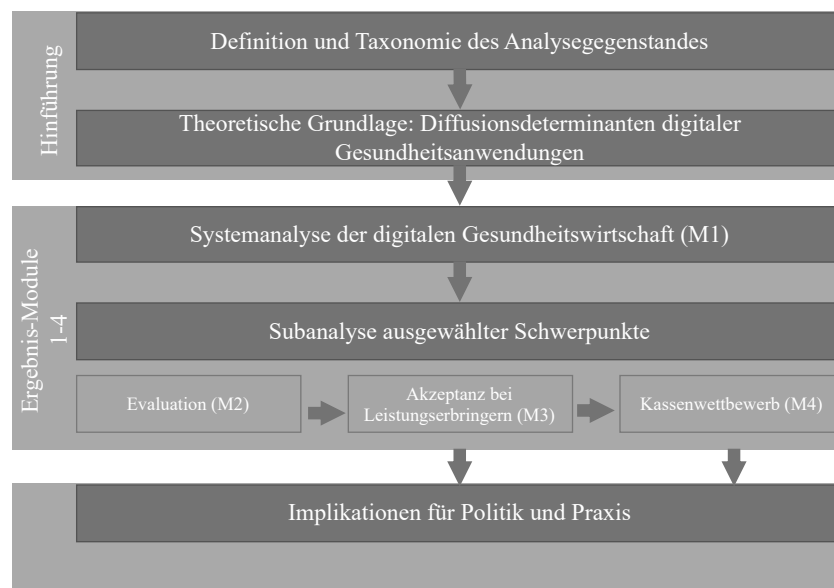 Hinführung
Definition und Taxonomie des Analysegegenstandes
Theoretische Grundlage: Diffusionsdeterminanten digitaler
Gesundheitsanwendungen
Ergebnis-Module
1-4
Systemanalyse der digitalen Gesundheitswirtschaft (M1)
Subanalyse ausgewählter Schwerpunkte
Evaluation (M2)
Akzeptanz bei
Leistungserbringern (M3)
Kassenwettbewerb (M4)
Implikationen für Politik und Praxis